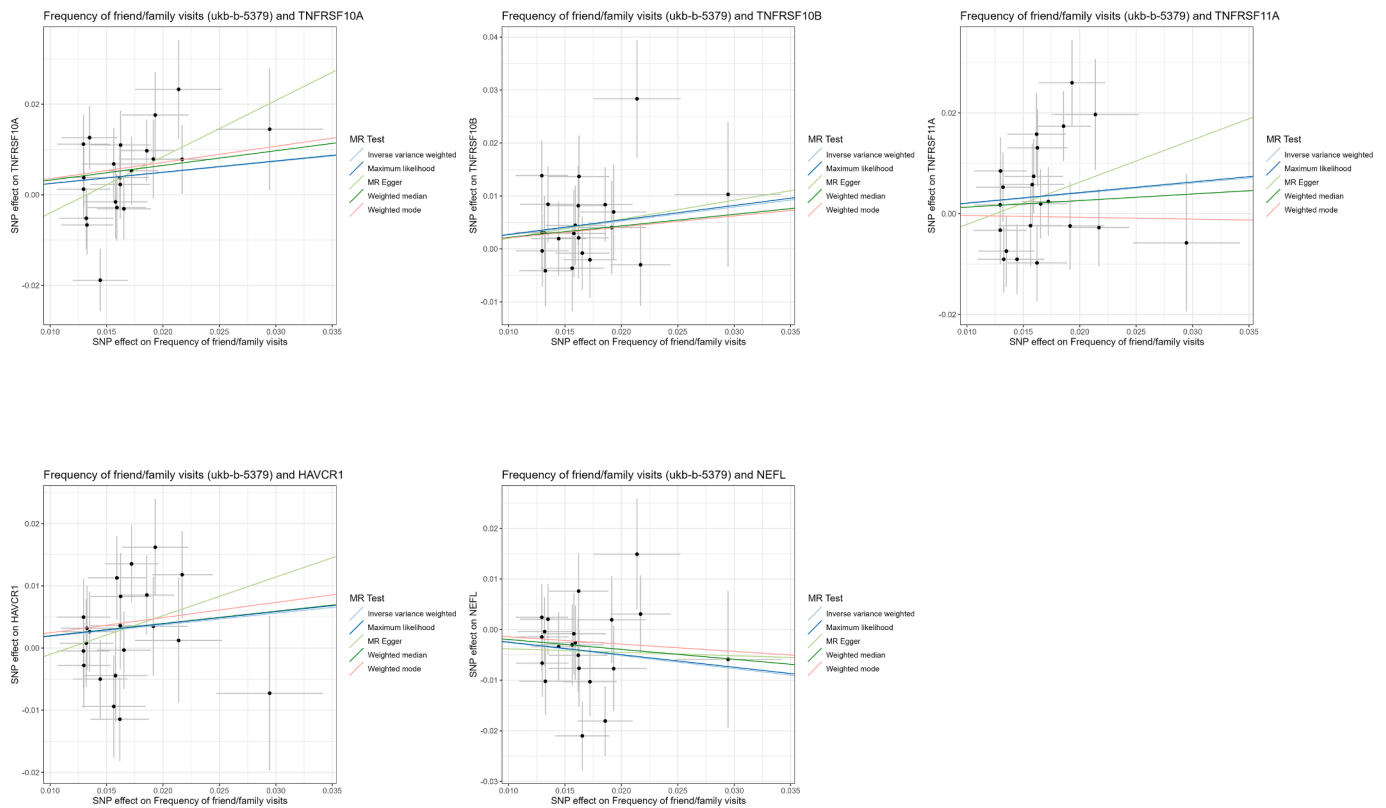 Frequency of friend/family visits (ukb-b-5379) and TNFRSF10A
SNP effect on TNFRSF10A
0.02
0.00
-0.02
0.010 0.015 0.020 0.025 0.030 0.035
SNP effect on Frequency of friend/family visits
MR Test
Inverse variance weighted
Maximum likelihood
MR Egger
Weighted median
Weighted mode
Frequency of friend/family visits (ukb-b-5379) and TNFRSF10B
SNP effect on TNFRSF10B
0.04
0.03
0.02
0.01
0.00
-0.01
0.010 0.015 0.020 0.025 0.030 0.035
SNP effect on Frequency of friend/family visits
MR Test
Inverse variance weighted
Maximum likelihood
MR Egger
Weighted median
Weighted mode
Frequency of friend/family visits (ukb-b-5379) and TNFRSF11A
SNP effect on TNFRSF11A
0.02
0.00
-0.02
0.010 0.015 0.020 0.025 0.030 0.035
SNP effect on Frequency of friend/family visits
MR Test
Inverse variance weighted
Maximum likelihood
MR Egger
Weighted median
Weighted mode
Frequency of friend/family visits (ukb-b-5379) and HAVCR1
SNP effect on HAVCR1
0.02
0.01
0.00
-0.01
-0.02
0.010 0.015 0.020 0.025 0.030 0.035
SNP effect on Frequency of friend/family visits
MR Test
Inverse variance weighted
Maximum likelihood
MR Egger
Weighted median
Weighted mode
Frequency of friend/family visits (ukb-b-5379) and NEFL
SNP effect on NEFL
0.02
0.01
0.00
-0.01
-0.02
-0.03
0.010 0.015 0.020 0.025 0.030 0.035
SNP effect on Frequency of friend/family visits
MR Test
Inverse variance weighted
Maximum likelihood
MR Egger
Weighted median
Weighted mode